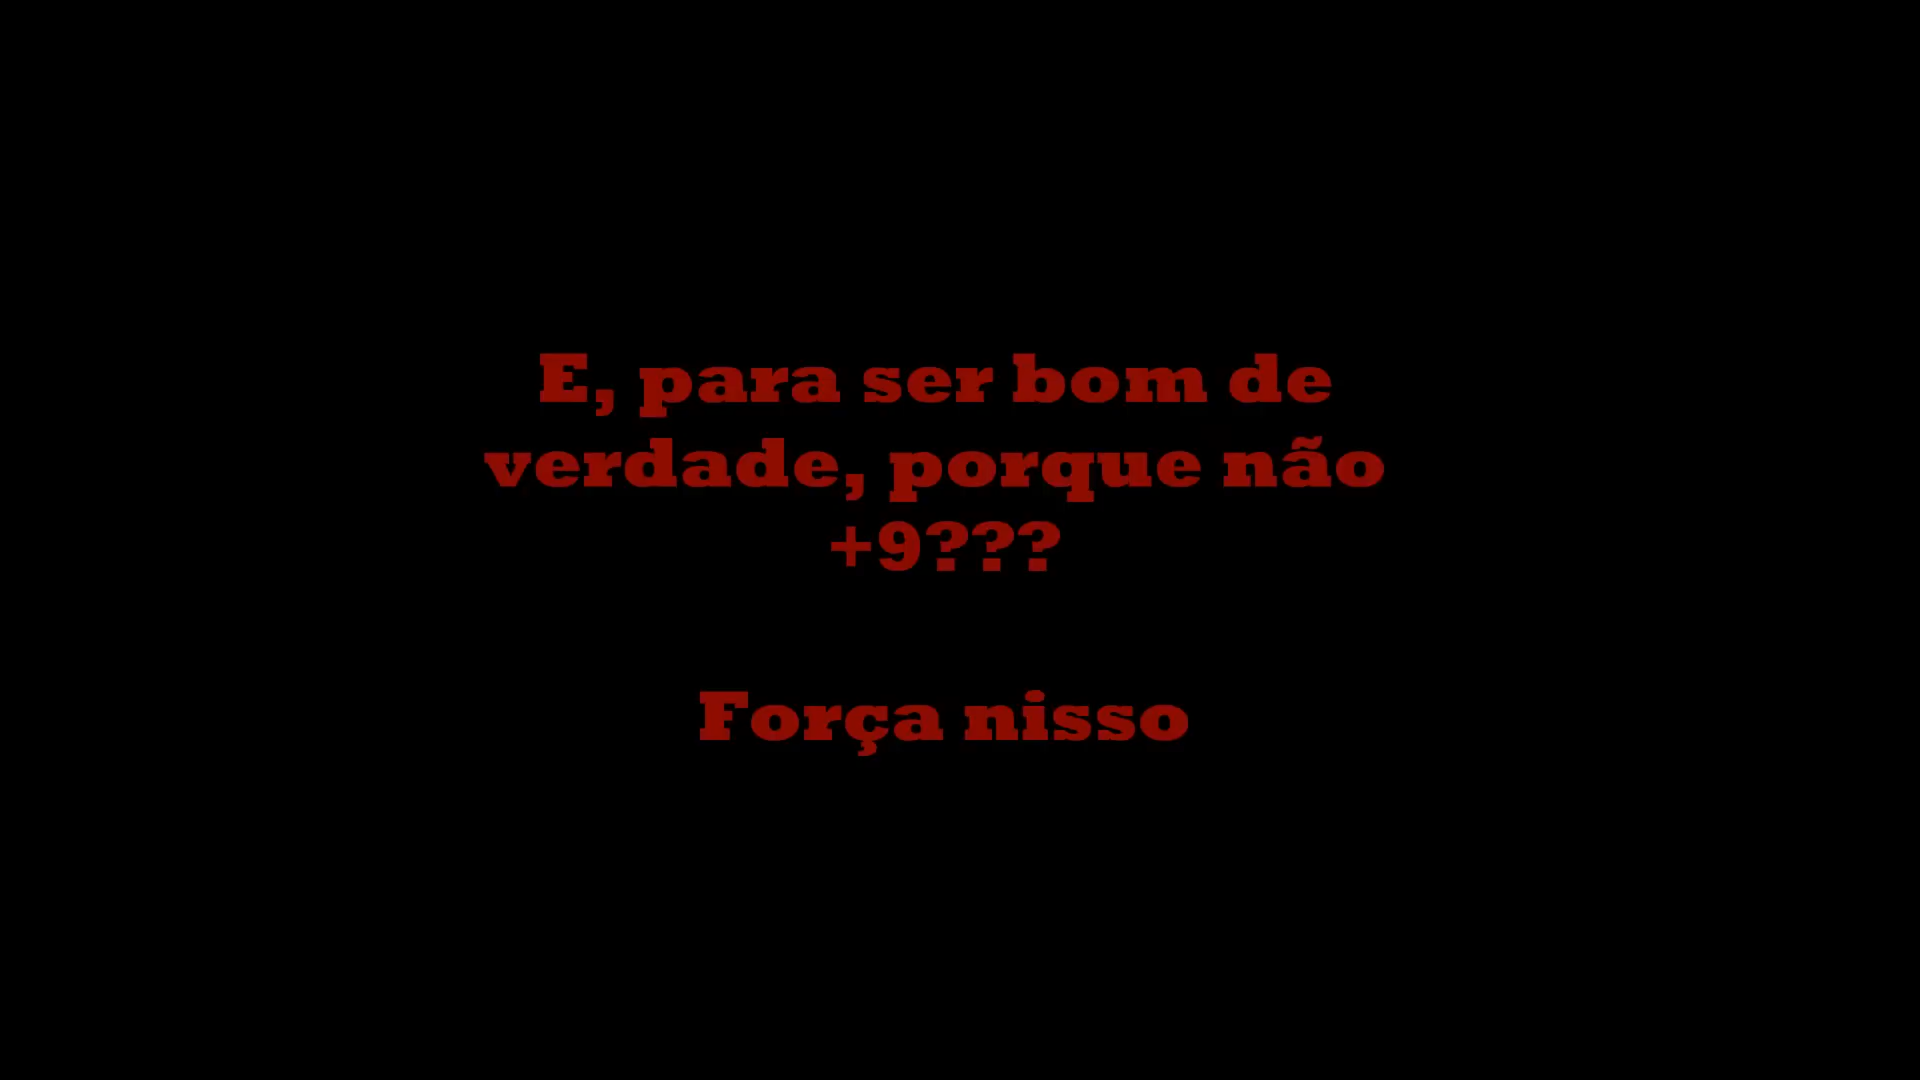 E, para ser bom de
verdade, porque não
+9???
Força nisso